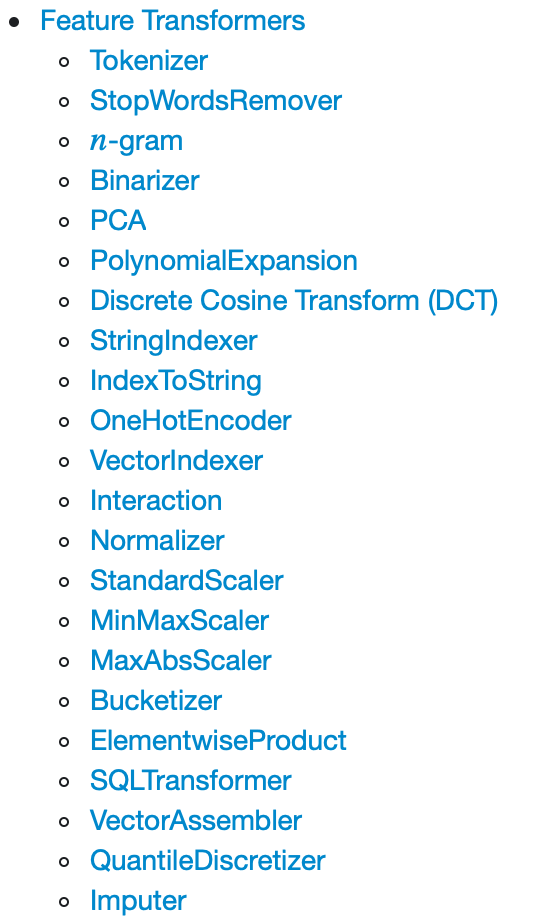 Feature Transformers
Tokenizer
StopWordsRemover
n-gram
Binarizer
PCA
PolynomialExpansion
Discrete Cosine Transform (DCT)
StringIndexer
IndexToString
OneHotEncoder
VectorIndexer
Interaction
Normalizer
StandardScaler
MinMaxScaler
MaxAbsScaler
Bucketizer
ElementwiseProduct
SQLTransformer
VectorAssembler
QuantileDiscretizer
Imputer